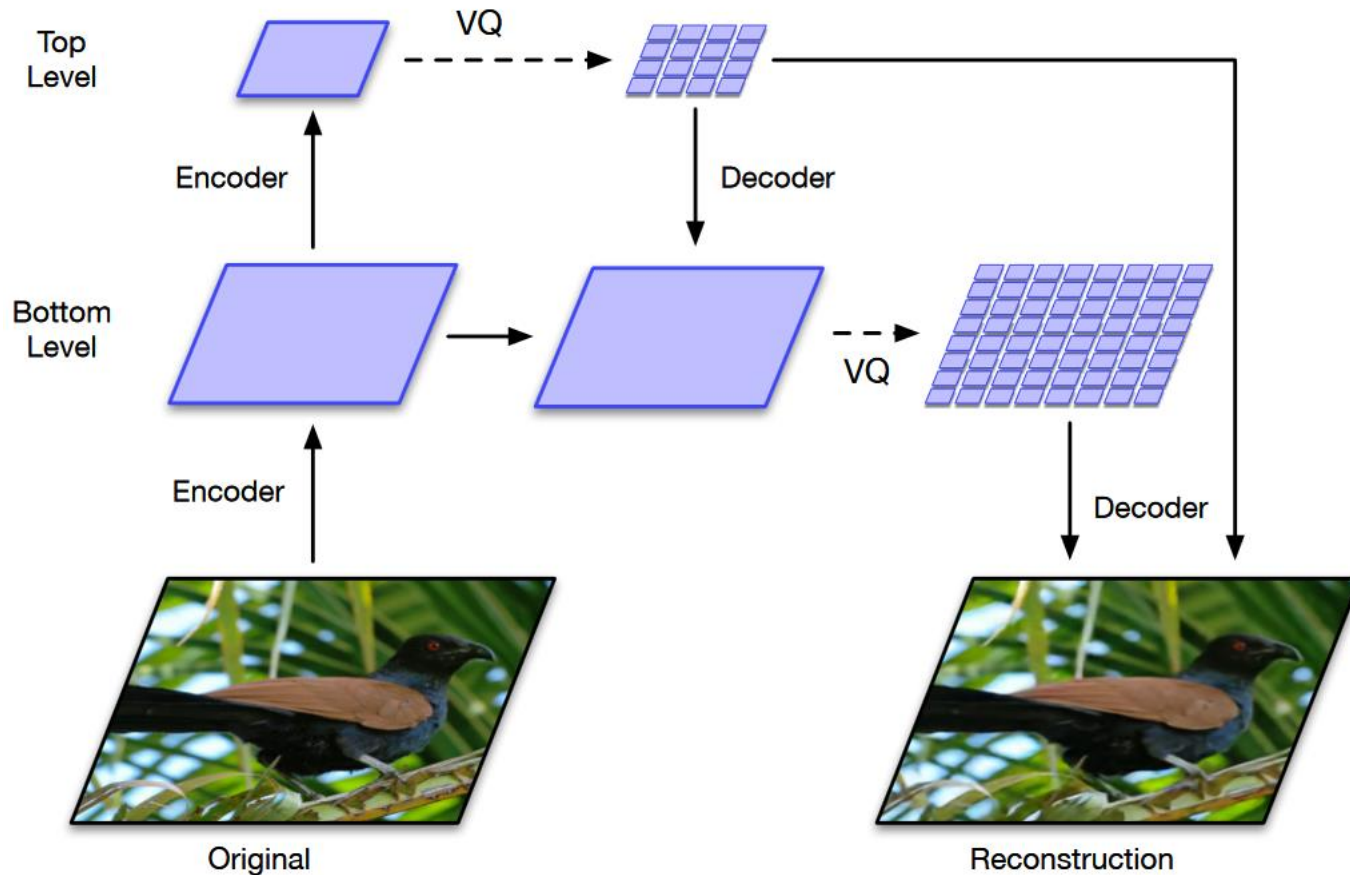 VQ
Top
Level
Encoder
Decoder
Bottom
Level
VQ
Encoder
Decoder
Original
Reconstruction